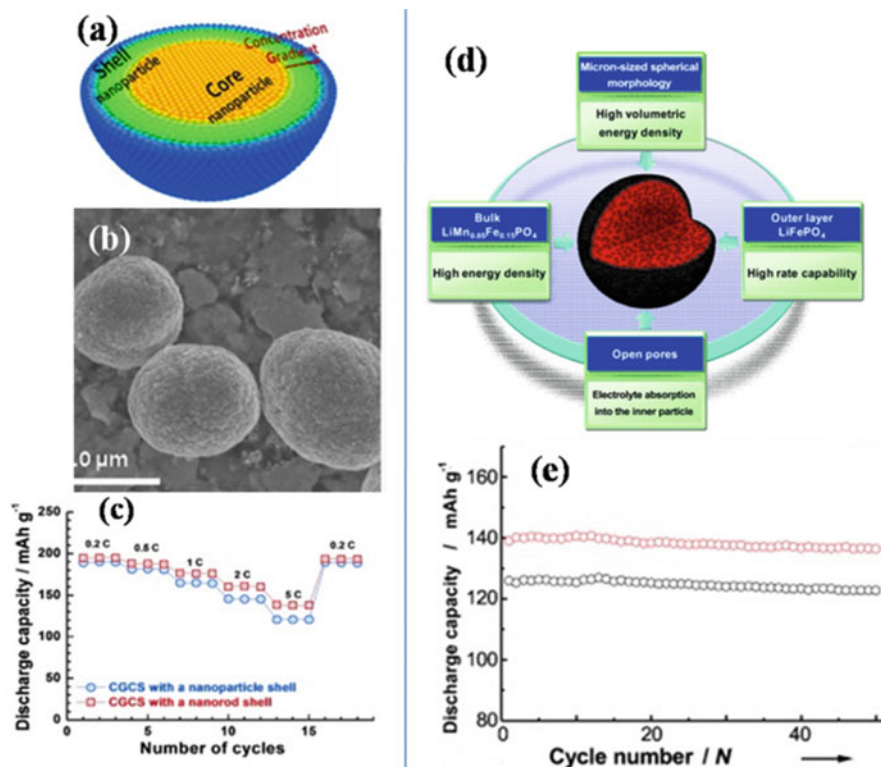 (a)
Shell
nanoparticle
Concentration
Gradient
Core
nanoparticle
(b)
.0 µm
(c)
Discharge capacity / mAh g⁻¹
250
200
150
100
50
0
0.2 C
0.5 C
1 C
2 C
5 C
0.2 C
CGCS with a nanoparticle shell
CGCS with a nanorod shell
0 5 10 15
Number of cycles
(d)
Micron-sized spherical
morphology
High volumetric
energy density
Bulk
LiMn₀.₈₅Fe₀.₁₅PO₄
High energy density
Outer layer
LiFePO₄
High rate capability
Open pores
Electrolyte absorption
into the inner particle
(e)
Discharge capacity / mAh g⁻¹
160
140
120
100
80
0 20 40
Cycle number / N